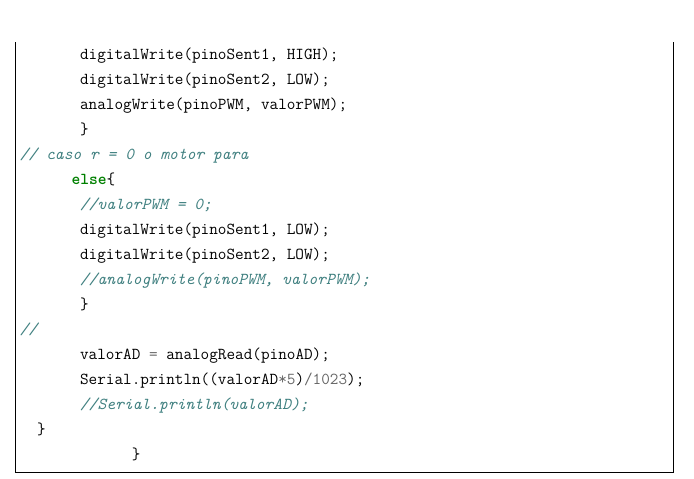 digitalWrite(pinoSent1, HIGH);
digitalWrite(pinoSent2, LOW);
analogWrite(pinoPWM, valorPWM);
}
// caso r = 0 o motor para
else{
//valorPWM = 0;
digitalWrite(pinoSent1, LOW);
digitalWrite(pinoSent2, LOW);
//analogWrite(pinoPWM, valorPWM);
}
//
valorAD = analogRead(pinoAD);
Serial.println((valorAD*5)/1023);
//Serial.println(valorAD);
}
}